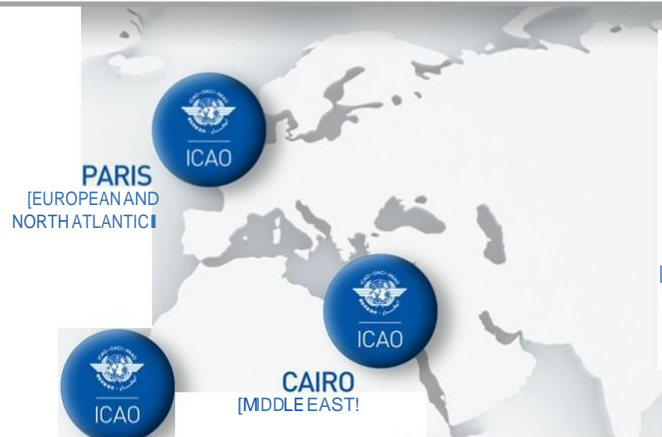 ICAO
PARIS
[EUROPEAN AND
NORTH ATLANTIC]
ICAO
CAIRO
[MIDDLE EAST!
ICAO
[